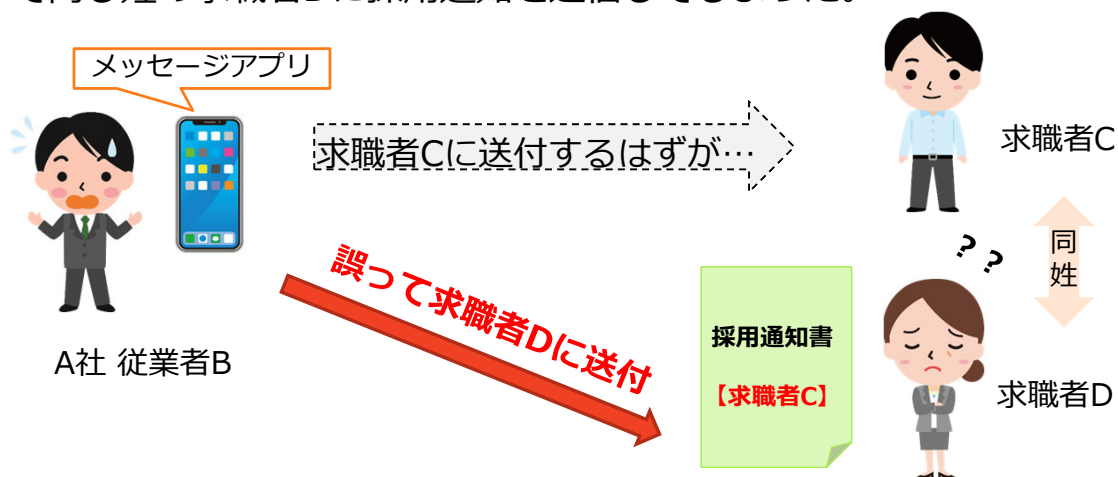 メッセージアプリ
求職者Cに送付するはずが…
求職者C
？？
同
姓
誤って求職者Dに送付
採用通知書
【求職者C】
A社 従業者B
求職者D